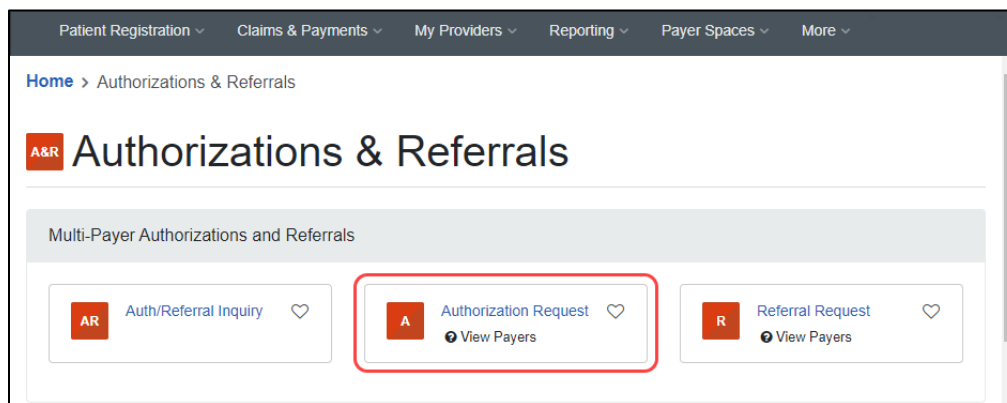 Patient Registration Claims & Payments My Providers Reporting Payer Spaces More
Home > Authorizations & Referrals
A&R Authorizations & Referrals
Multi-Payer Authorizations and Referrals
AR Auth/Referral Inquiry
A Authorization Request
? View Payers
R Referral Request
? View Payers